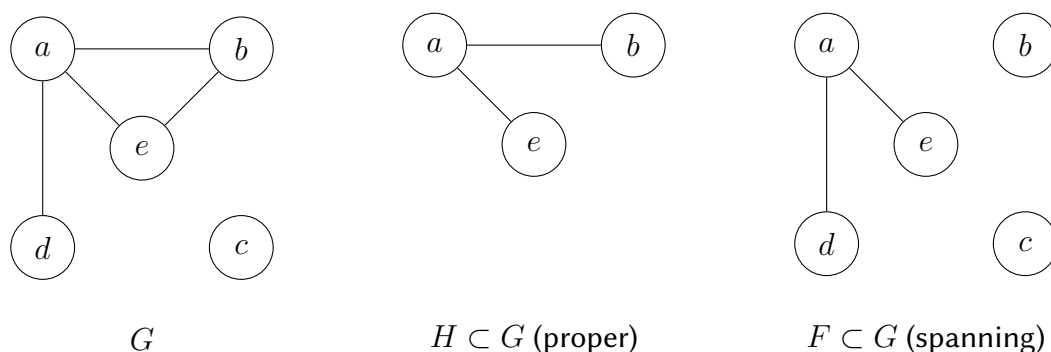 a b a b a b
e e e
d c d c
G H ⊂ G (proper) F ⊂ G (spanning)